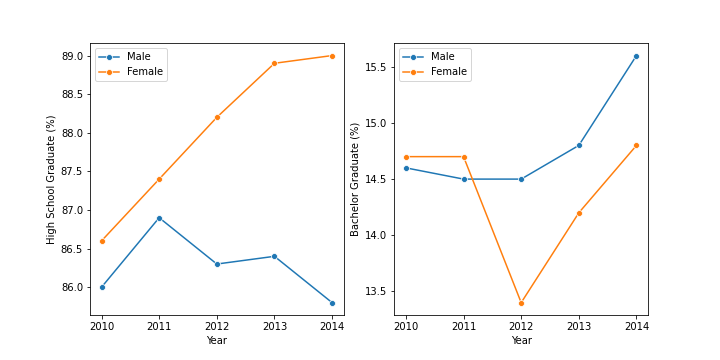 High School Graduate (%)
89.0
88.5
88.0
87.5
87.0
86.5
86.0
Male
Female
2010 2011 2012 2013 2014
Year
Bachelor Graduate (%)
15.5
15.0
14.5
14.0
13.5
Male
Female
2010 2011 2012 2013 2014
Year